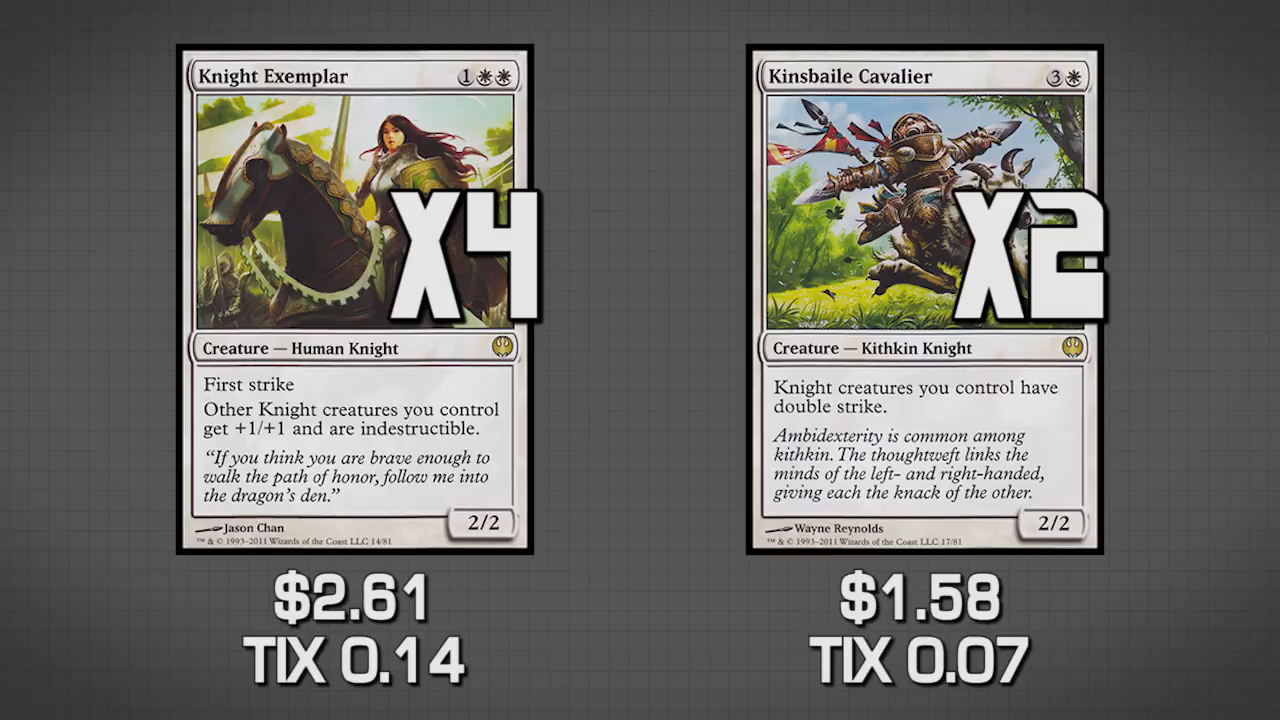 Knight Exemplar 1
X4
Creature — Human Knight
First strike
Other Knight creatures you control
get +1/+1 and are indestructible.
“If you think you are brave enough to
walk the path of honor, follow me into
the dragon's den.”
Jason Chan
2/2
™ & © 1993–2011 Wizards of the Coast LLC 14/81
$2.61
TIX 0.14
Kinsbaile Cavalier 3
X2
Creature — Kithkin Knight
Knight creatures you control have
double strike.
Ambidexterity is common among
kithkin. The thoughtweft links the
minds of the left- and right-handed,
giving each the knack of the other.
Wayne Reynolds
2/2
™ & © 1993–2011 Wizards of the Coast LLC 17/81
$1.58
TIX 0.07